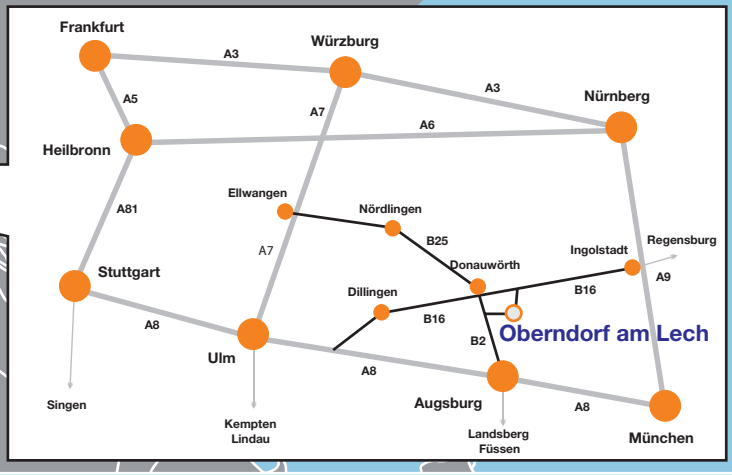 Frankfurt
Würzburg
A3
A3
Nürnberg
A5
A7
A6
Heilbronn
Ellwangen
A81
Nördlingen
B25
Regensburg
Ingolstadt
A7
Donauwörth
A9
Stuttgart
Dillingen
B16
B16
A8
Oberndorf am Lech
B2
Ulm
A8
Augsburg
A8
Singen
Kempten
Lindau
Landsberg
Füssen
München